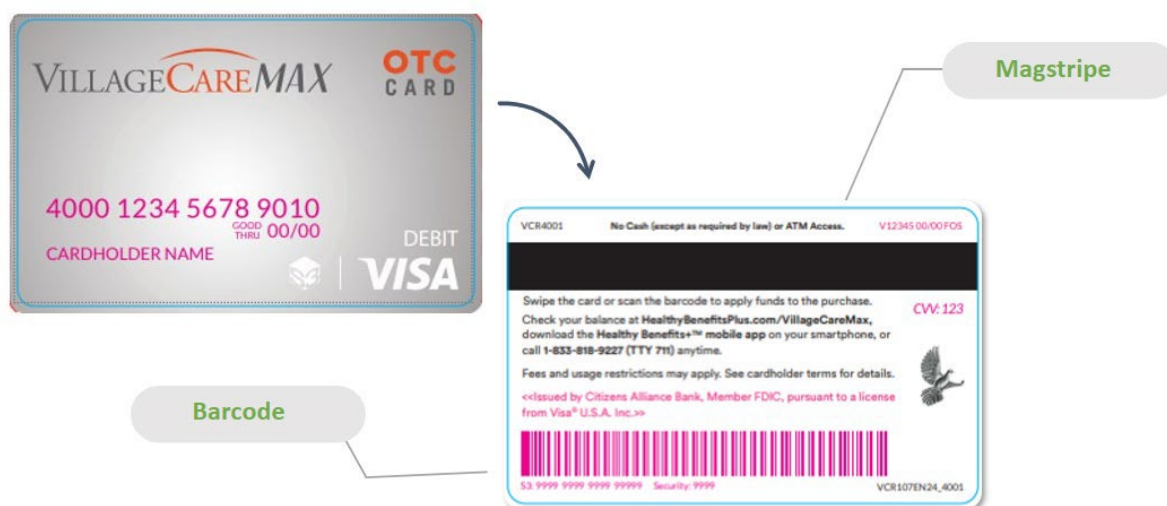 VILLAGECAREMAX
OTC
CARD
4000 1234 5678 9010
GOOD
THRU 00/00
CARDHOLDER NAME
DEBIT
VISA
Magstripe
VCR4001 No Cash (except as required by law) or ATM Access. V12345 00/00 FOS
Swipe the card or scan the barcode to apply funds to the purchase.
CVV: 123
Check your balance at HealthyBenefitsPlus.com/VillageCareMax,
download the Healthy Benefits+™ mobile app on your smartphone, or
call 1-833-818-9227 (TTY 711) anytime.
Fees and usage restrictions may apply. See cardholder terms for details.
<<Issued by Citizens Alliance Bank, Member FDIC, pursuant to a license
from Visa® U.S.A. Inc.>>
Barcode
S3: 9999 9999 9999 99999 Security: 9999
VCR107EN24_4001